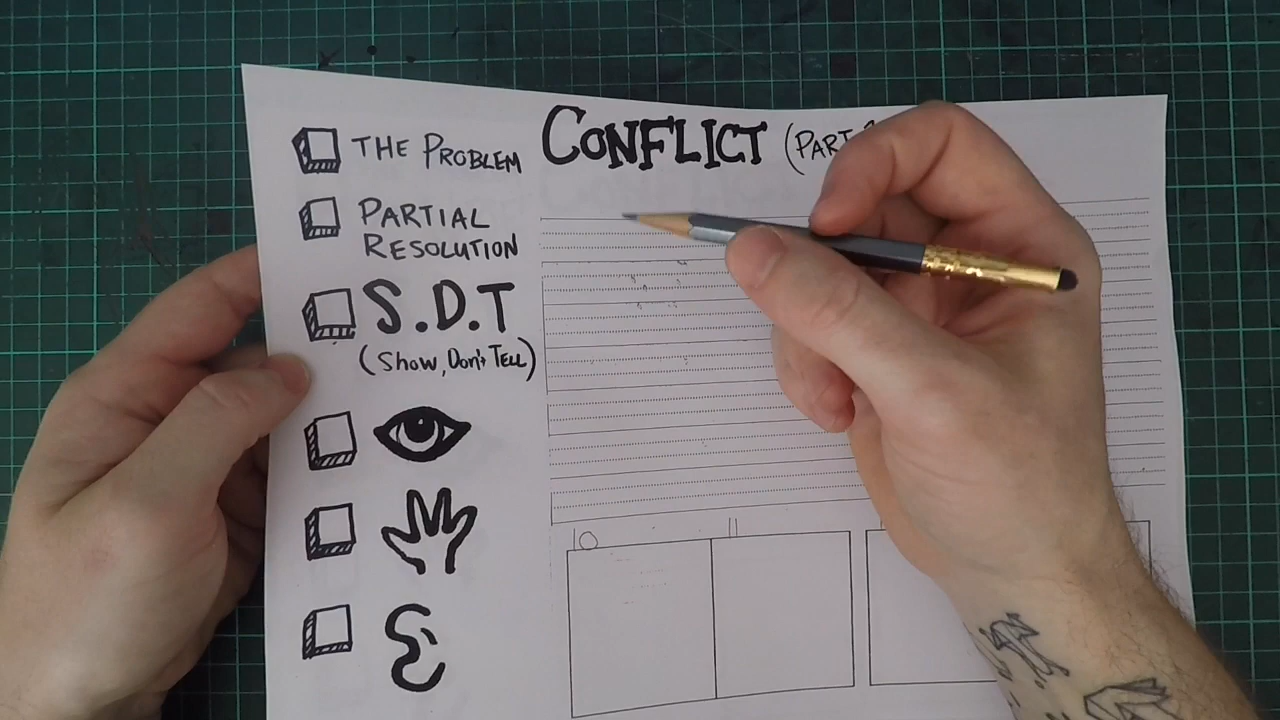 THE PROBLEM
CONFLICT (PART
PARTIAL
RESOLUTION
S.D.T
(SHOW, DON'T TELL)